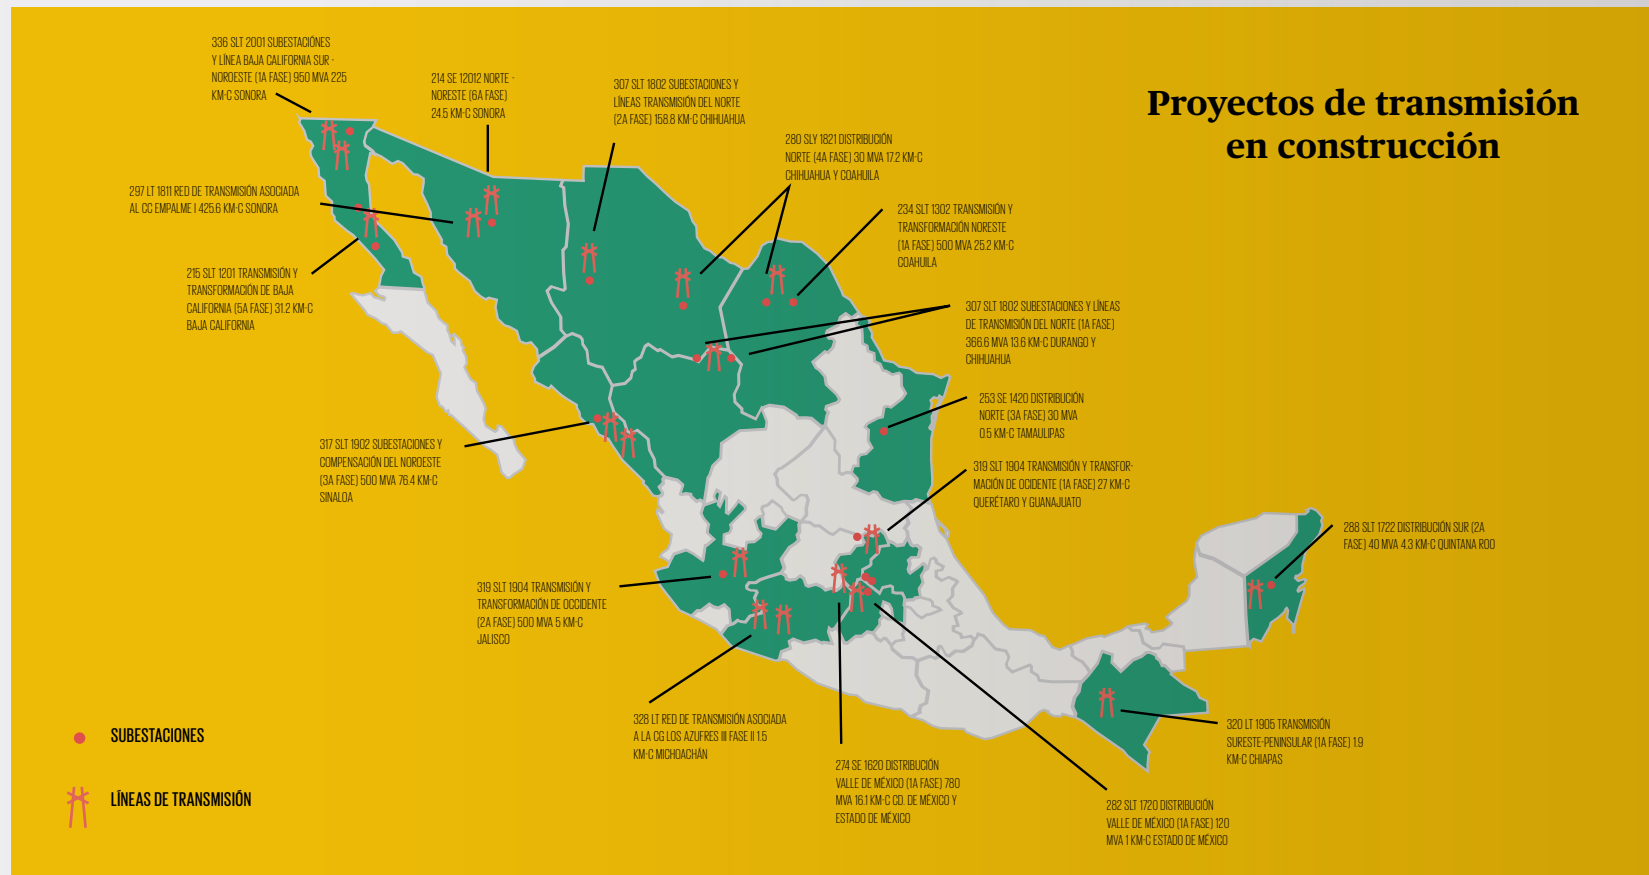 Proyectos de transmisión
en construcción
336 SLT 2001 SUBESTACIÓNES
Y LÍNEA BAJA CALIFORNIA SUR -
NOROESTE (1A FASE) 950 MVA 225
KM-C SONORA
214 SE 12012 NORTE -
NORESTE (6A FASE)
24.5 KM-C SONORA
307 SLT 1802 SUBESTACIONES Y
LÍNEAS TRANSMISIÓN DEL NORTE
(2A FASE) 158.8 KM-C CHIHUAHUA
280 SLY 1821 DISTRIBUCIÓN
NORTE (4A FASE) 30 MVA 17.2 KM-C
CHIHUAHUA Y COAHUILA
297 LT 1811 RED DE TRANSMISIÓN ASOCIADA
AL CC EMPALME I 425.6 KM-C SONORA
234 SLT 1302 TRANSMISIÓN Y
TRANSFORMACIÓN NORESTE
(1A FASE) 500 MVA 25.2 KM-C
COAHUILA
215 SLT 1201 TRANSMISIÓN Y
TRANSFORMACIÓN DE BAJA
CALIFORNIA (5A FASE) 31.2 KM-C
BAJA CALIFORNIA
307 SLT 1802 SUBESTACIONES Y LÍNEAS
DE TRANSMISIÓN DEL NORTE (1A FASE)
366.6 MVA 13.6 KM-C DURANGO Y
CHIHUAHUA
253 SE 1420 DISTRIBUCIÓN
NORTE (3A FASE) 30 MVA
0.5 KM-C TAMAULIPAS
317 SLT 1902 SUBESTACIONES Y
COMPENSACIÓN DEL NOROESTE
(3A FASE) 500 MVA 76.4 KM-C
SINALOA
319 SLT 1904 TRANSMISIÓN Y TRANSFOR-
MACIÓN DE OCIDENTE (1A FASE) 27 KM-C
QUERÉTARO Y GUANAJUATO
288 SLT 1722 DISTRIBUCIÓN SUR (2A
FASE) 40 MVA 4.3 KM-C QUINTANA ROO
319 SLT 1904 TRANSMISIÓN Y
TRANSFORMACIÓN DE OCCIDENTE
(2A FASE) 500 MVA 5 KM-C
JALISCO
328 LT RED DE TRANSMISIÓN ASOCIADA
A LA CG LOS AZUFRES III FASE II 1.5
KM-C MICHOACHÁN
274 SE 1620 DISTRIBUCIÓN
VALLE DE MÉXICO (1A FASE) 780
MVA 16.1 KM-C CD. DE MÉXICO Y
ESTADO DE MÉXICO
320 LT 1905 TRANSMISIÓN
SURESTE-PENINSULAR (1A FASE) 1.9
KM-C CHIAPAS
282 SLT 1720 DISTRIBUCIÓN
VALLE DE MÉXICO (1A FASE) 120
MVA 1 KM-C ESTADO DE MÉXICO
SUBESTACIONES
LÍNEAS DE TRANSMISIÓN